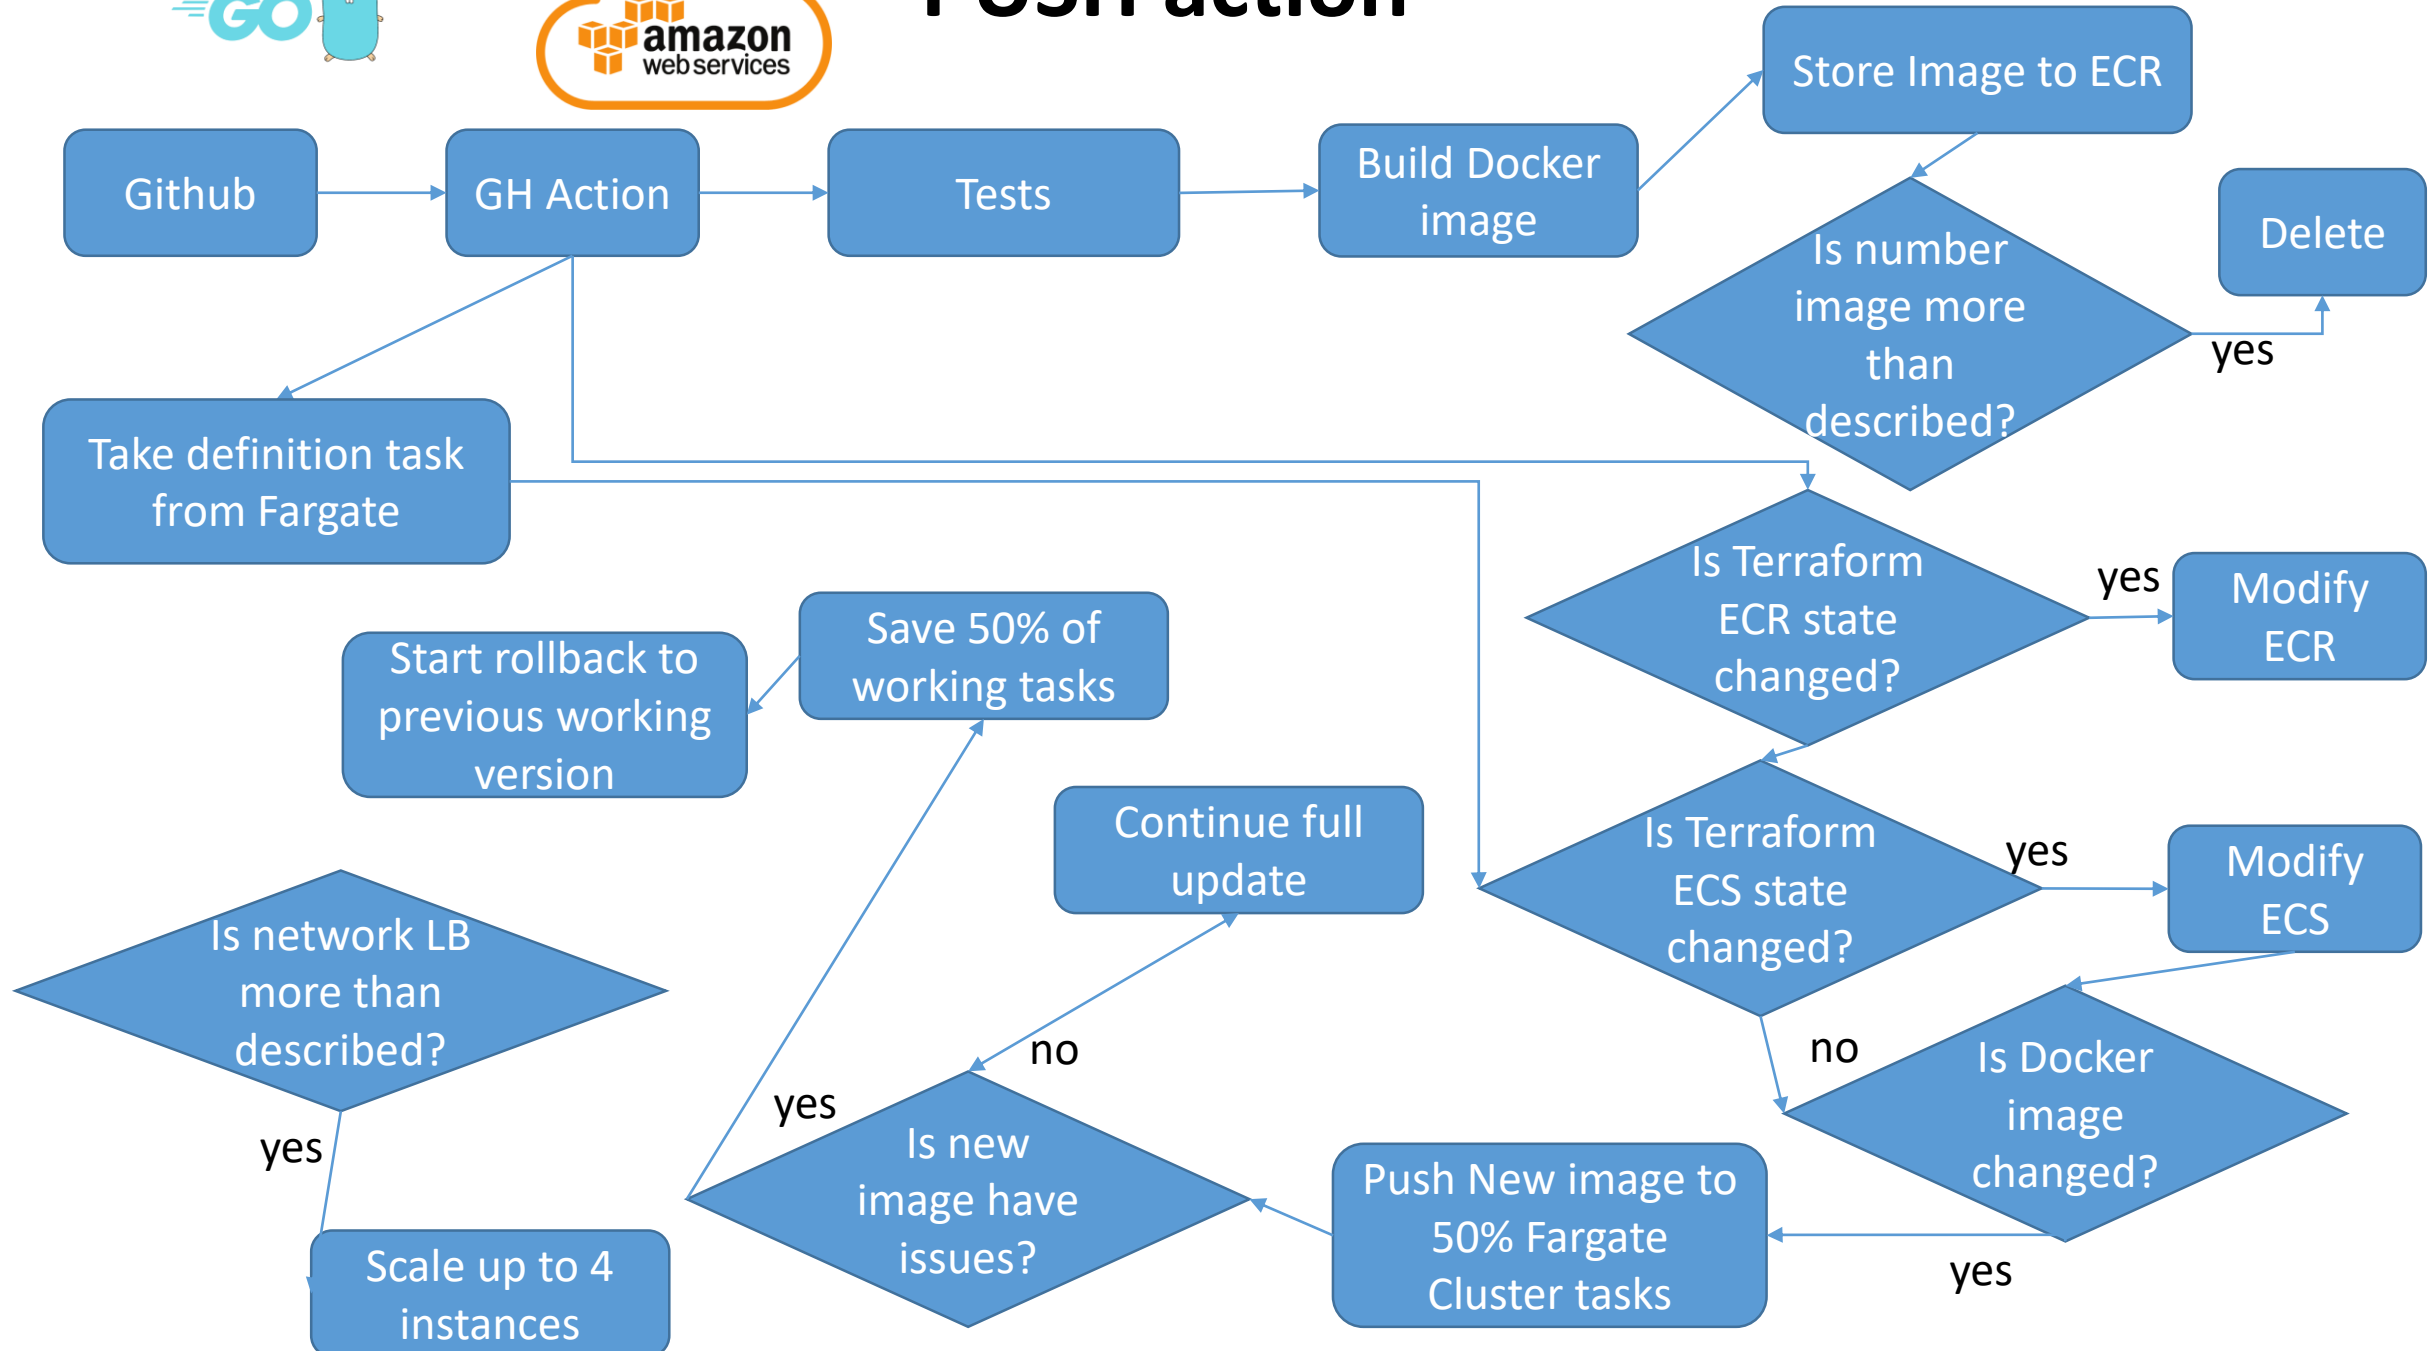 GO
amazon
web services
PUSH action
Store Image to ECR
Github
GH Action
Tests
Build Docker
image
Is number
image more
than
described?
yes
Delete
Take definition task
from Fargate
Is Terraform
ECR state
changed?
yes
Modify
ECR
Save 50% of
working tasks
Start rollback to
previous working
version
Continue full
update
Is Terraform
ECS state
changed?
yes
Modify
ECS
Is network LB
more than
described?
yes
Scale up to 4
instances
no
yes
Is new
image have
issues?
no
Is Docker
image
changed?
yes
Push New image to
50% Fargate
Cluster tasks